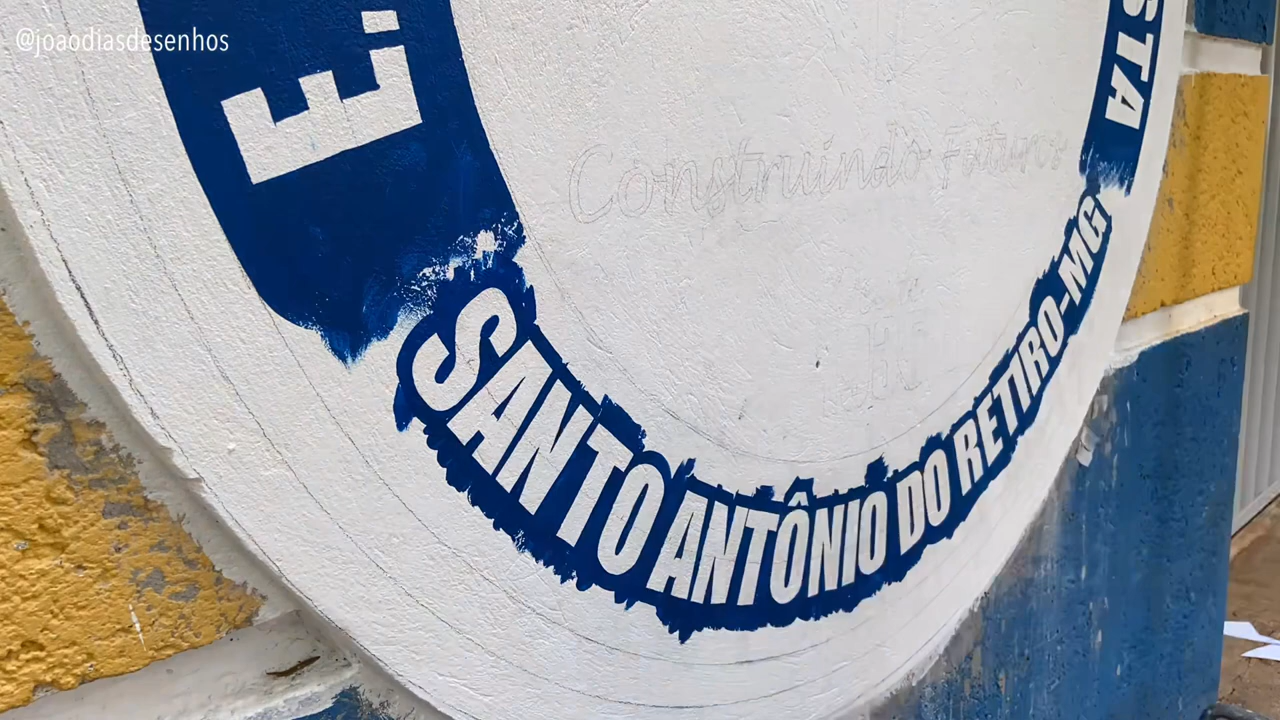 @joaodiasdesenhos
E.
STA
Construindo Futuros
SANTO ANTÔNIO DO RETIRO-MG